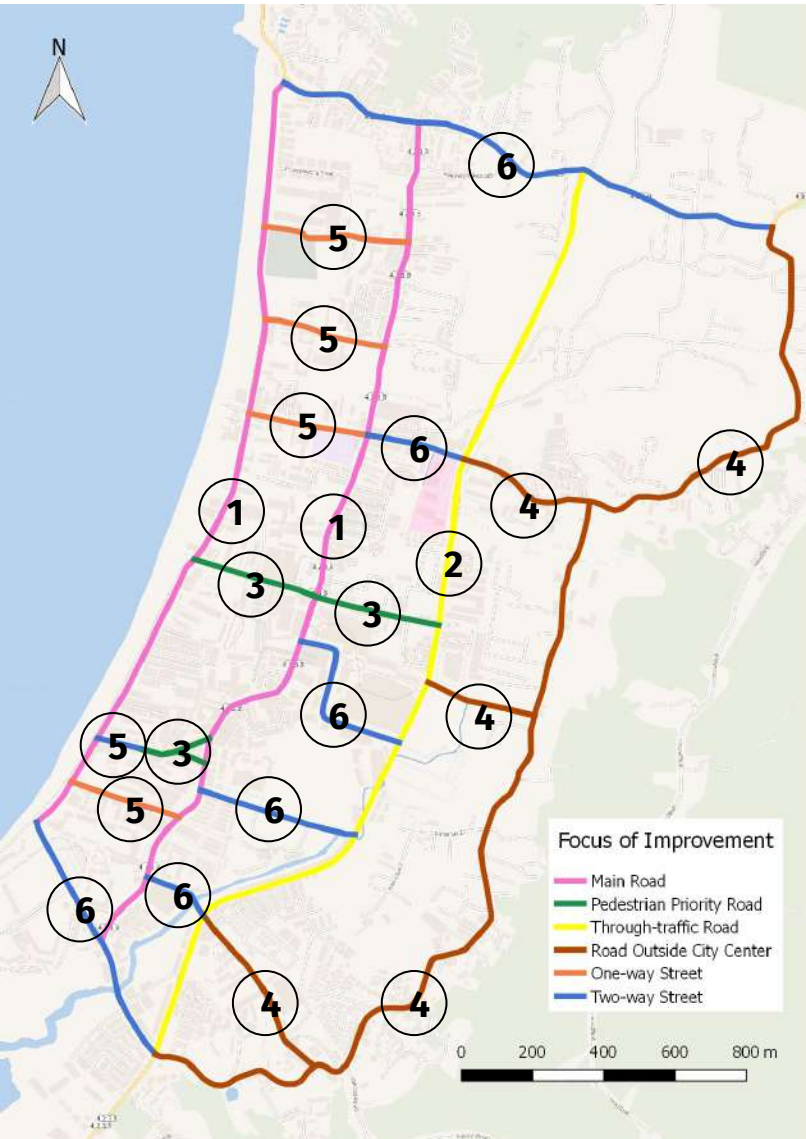 N
6
5
5
5
6
4
4
1
1
2
3
3
5
3
6
4
5
6
6
6
4
4
Focus of Improvement
Main Road
Pedestrian Priority Road
Through-traffic Road
Road Outside City Center
One-way Street
Two-way Street
0 200 400 600 800 m